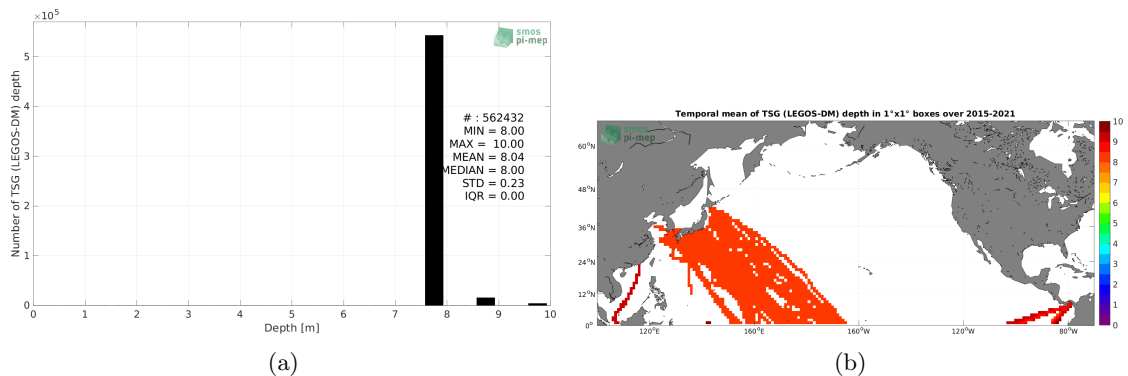 ×10⁵
smos
pi-mep
Number of TSG (LEGOS-DM) depth
5
4
3
2
1
0
# : 562432
MIN = 8.00
MAX = 10.00
MEAN = 8.04
MEDIAN = 8.00
STD = 0.23
IQR = 0.00
0 1 2 3 4 5 6 7 8 9 10
Depth [m]
(a)
Temporal mean of TSG (LEGOS-DM) depth in 1°x1° boxes over 2015-2021
smos
pi-mep
60°N
48°N
36°N
24°N
12°N
0°
120°E 160°E 160°W 120°W 80°W
10
9
8
7
6
5
4
3
2
1
0
(b)